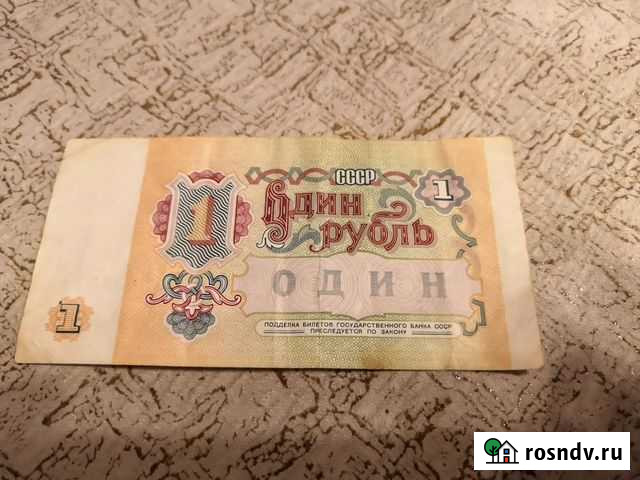 СССР
1
1
Один
рубль
ОДИН
1
ПОДДЕЛКА БИЛЕТОВ ГОСУДАРСТВЕННОГО БАНКА СССР
ПРЕСЛЕДУЕТСЯ ПО ЗАКОНУ
rosndv.ru